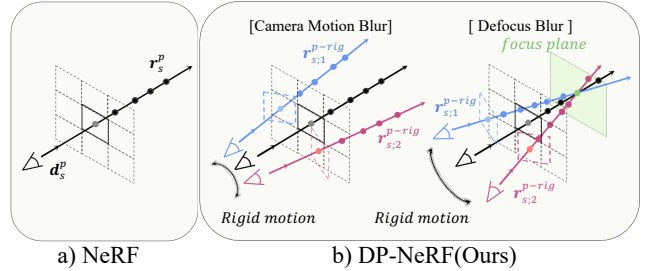 [Camera Motion Blur]
[ Defocus Blur ]
focus plane
r_s^p
r_{s;1}^{p-rig}
r_{s;1}^{p-rig}
d_s^p
r_{s;2}^{p-rig}
r_{s;2}^{p-rig}
Rigid motion
Rigid motion
a) NeRF
b) DP-NeRF(Ours)